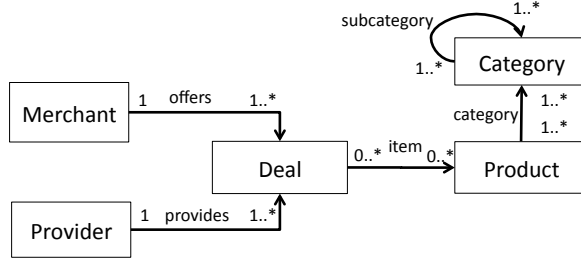 subcategory
1..*
1..*
Category
Merchant
1
offers
1..*
category
1..*
1..*
Deal
0..*
item
0..*
Product
Provider
1
provides
1..*